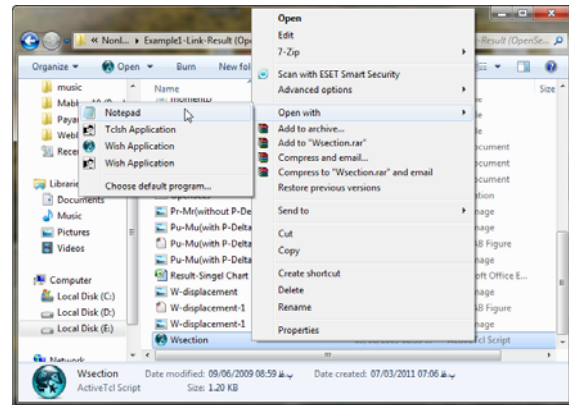 « Nonl... ▸ Example1-Link-Result (Ope
-Result (OpenSe...
Organize
Open
Burn
New fol
music
Name
Size
Notepad
Tclsh Application
Wish Application
Wish Application
Choose default program...
Librarie
Documents
Music
Pictures
Videos
Computer
Local Disk (C:)
Local Disk (D:)
Local Disk (E:)
Network
Pr-Mr(without P-De
Pu-Mu(with P-Delta
Pu-Mu(with P-Delta
Pu-Mu(with P-Delta
Result-Singel Chart
W-displacement
W-displacement-1
W-displacement-1
Wsection
Open
Edit
7-Zip
Scan with ESET Smart Security
Advanced options
Open with
Add to archive...
Add to "Wsection.rar"
Compress and email...
Compress to "Wsection.rar" and email
Restore previous versions
Send to
Cut
Copy
Create shortcut
Delete
Rename
Properties
ocument
ocument
ocument
ation
nage
nage
AB Figure
nage
oft Office E...
nage
AB Figure
nage
Wsection
Date modified: 09/06/2009 08:59 ب.ظ
Date created: 07/03/2011 07:06 ب.ظ
ActiveTcl Script
Size: 1.20 KB